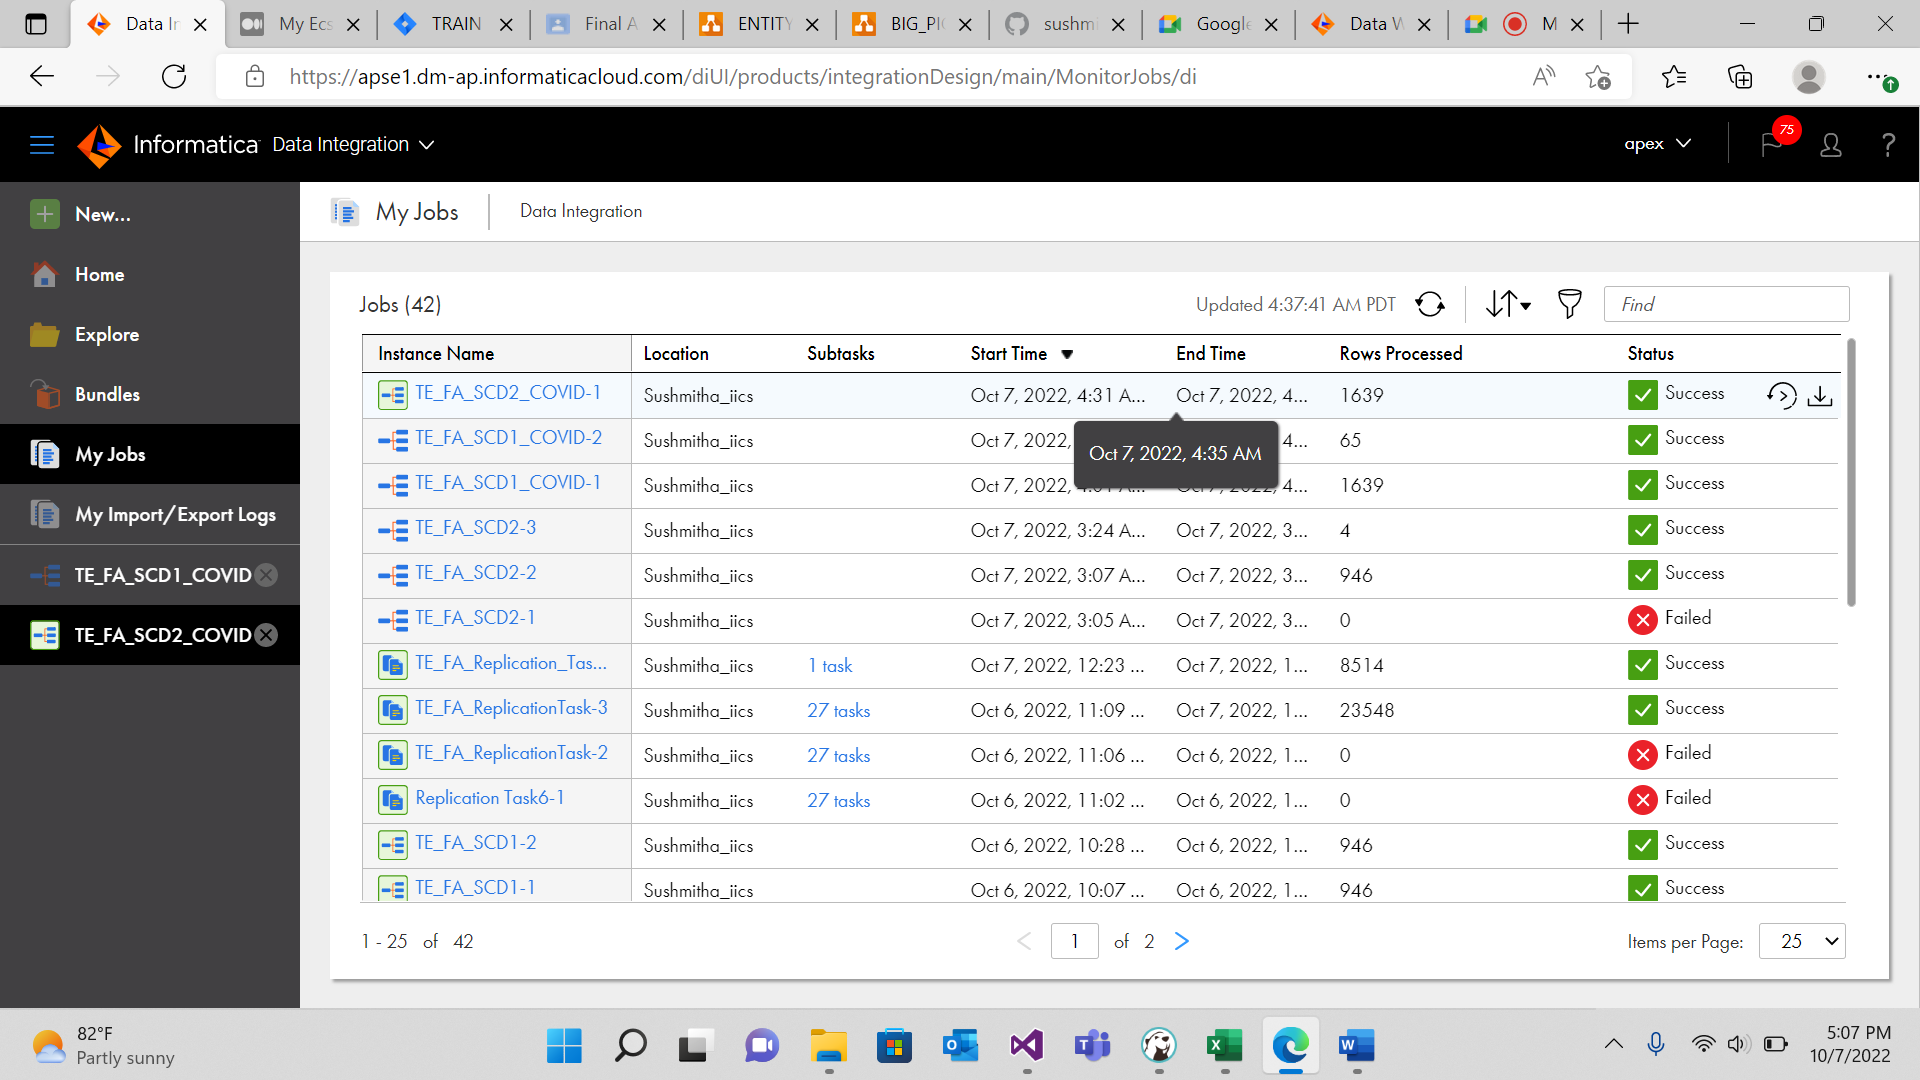 Data In
My Ecs
TRAIN
Final A
ENTITY
BIG_PIC
sushmi
Google
Data W
M
https://apse1.dm-ap.informaticacloud.com/diUI/products/integrationDesign/main/MonitorJobs/di
Informatica Data Integration
apex
75
?
New...
Home
Explore
Bundles
My Jobs
My Import/Export Logs
TE_FA_SCD1_COVID
TE_FA_SCD2_COVID
My Jobs
Data Integration
Jobs (42)
Updated 4:37:41 AM PDT
Find
Instance Name Location Subtasks Start Time End Time Rows Processed Status
TE_FA_SCD2_COVID-1 Sushmitha_iics Oct 7, 2022, 4:31 A... Oct 7, 2022, 4... 1639 Success
TE_FA_SCD1_COVID-2 Sushmitha_iics Oct 7, 2022, 4... 65 Success
Oct 7, 2022, 4:35 AM
TE_FA_SCD1_COVID-1 Sushmitha_iics Oct 7, 2022, 4... 1639 Success
TE_FA_SCD2-3 Sushmitha_iics Oct 7, 2022, 3:24 A... Oct 7, 2022, 3... 4 Success
TE_FA_SCD2-2 Sushmitha_iics Oct 7, 2022, 3:07 A... Oct 7, 2022, 3... 946 Success
TE_FA_SCD2-1 Sushmitha_iics Oct 7, 2022, 3:05 A... Oct 7, 2022, 3... 0 Failed
TE_FA_Replication_Tas... Sushmitha_iics 1 task Oct 7, 2022, 12:23 ... Oct 7, 2022, 1... 8514 Success
TE_FA_ReplicationTask-3 Sushmitha_iics 27 tasks Oct 6, 2022, 11:09 ... Oct 7, 2022, 1... 23548 Success
TE_FA_ReplicationTask-2 Sushmitha_iics 27 tasks Oct 6, 2022, 11:06 ... Oct 6, 2022, 1... 0 Failed
Replication Task6-1 Sushmitha_iics 27 tasks Oct 6, 2022, 11:02 ... Oct 6, 2022, 1... 0 Failed
TE_FA_SCD1-2 Sushmitha_iics Oct 6, 2022, 10:28 ... Oct 6, 2022, 1... 946 Success
TE_FA_SCD1-1 Sushmitha_iics Oct 6, 2022, 10:07 ... Oct 6, 2022, 1... 946 Success
1 - 25 of 42
1 of 2
Items per Page: 25
82°F
Partly sunny
5:07 PM
10/7/2022